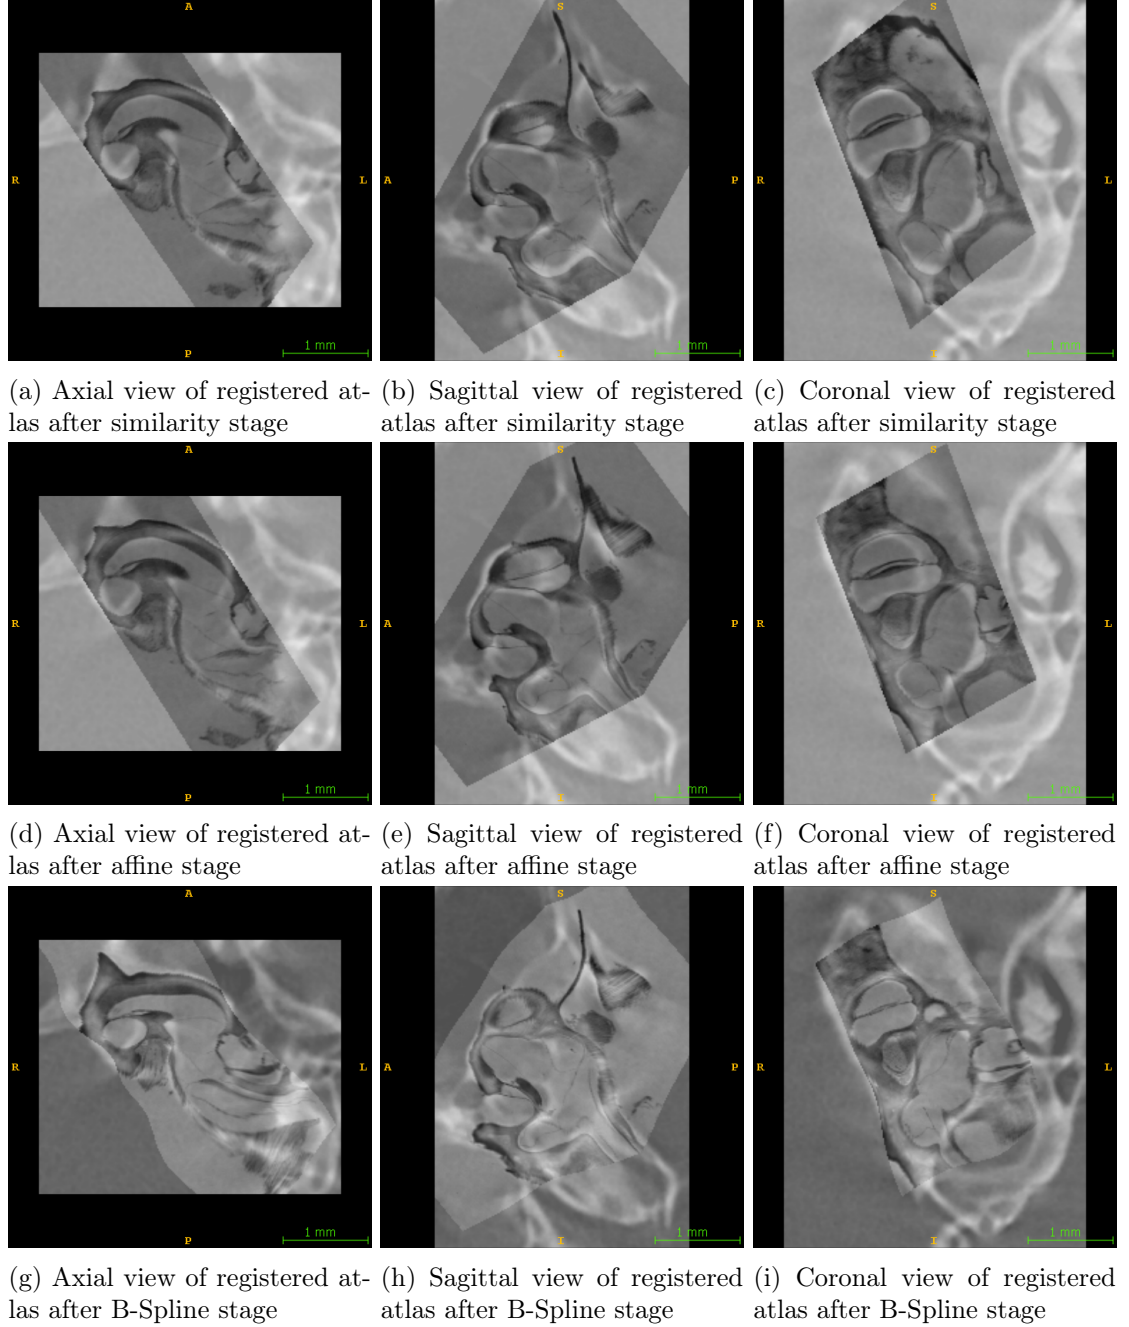 S S
R L A P R L
1 mm 1 mm 1 mm
P I I
(a) Axial view of registered at-
las after similarity stage
(b) Sagittal view of registered
atlas after similarity stage
(c) Coronal view of registered
atlas after similarity stage
A S S
R L A P R L
1 mm 1 mm 1 mm
P I I
(d) Axial view of registered at-
las after affine stage
(e) Sagittal view of registered
atlas after affine stage
(f) Coronal view of registered
atlas after affine stage
A S S
R L A P R L
1 mm 1 mm 1 mm
P I I
(g) Axial view of registered at-
las after B-Spline stage
(h) Sagittal view of registered
atlas after B-Spline stage
(i) Coronal view of registered
atlas after B-Spline stage